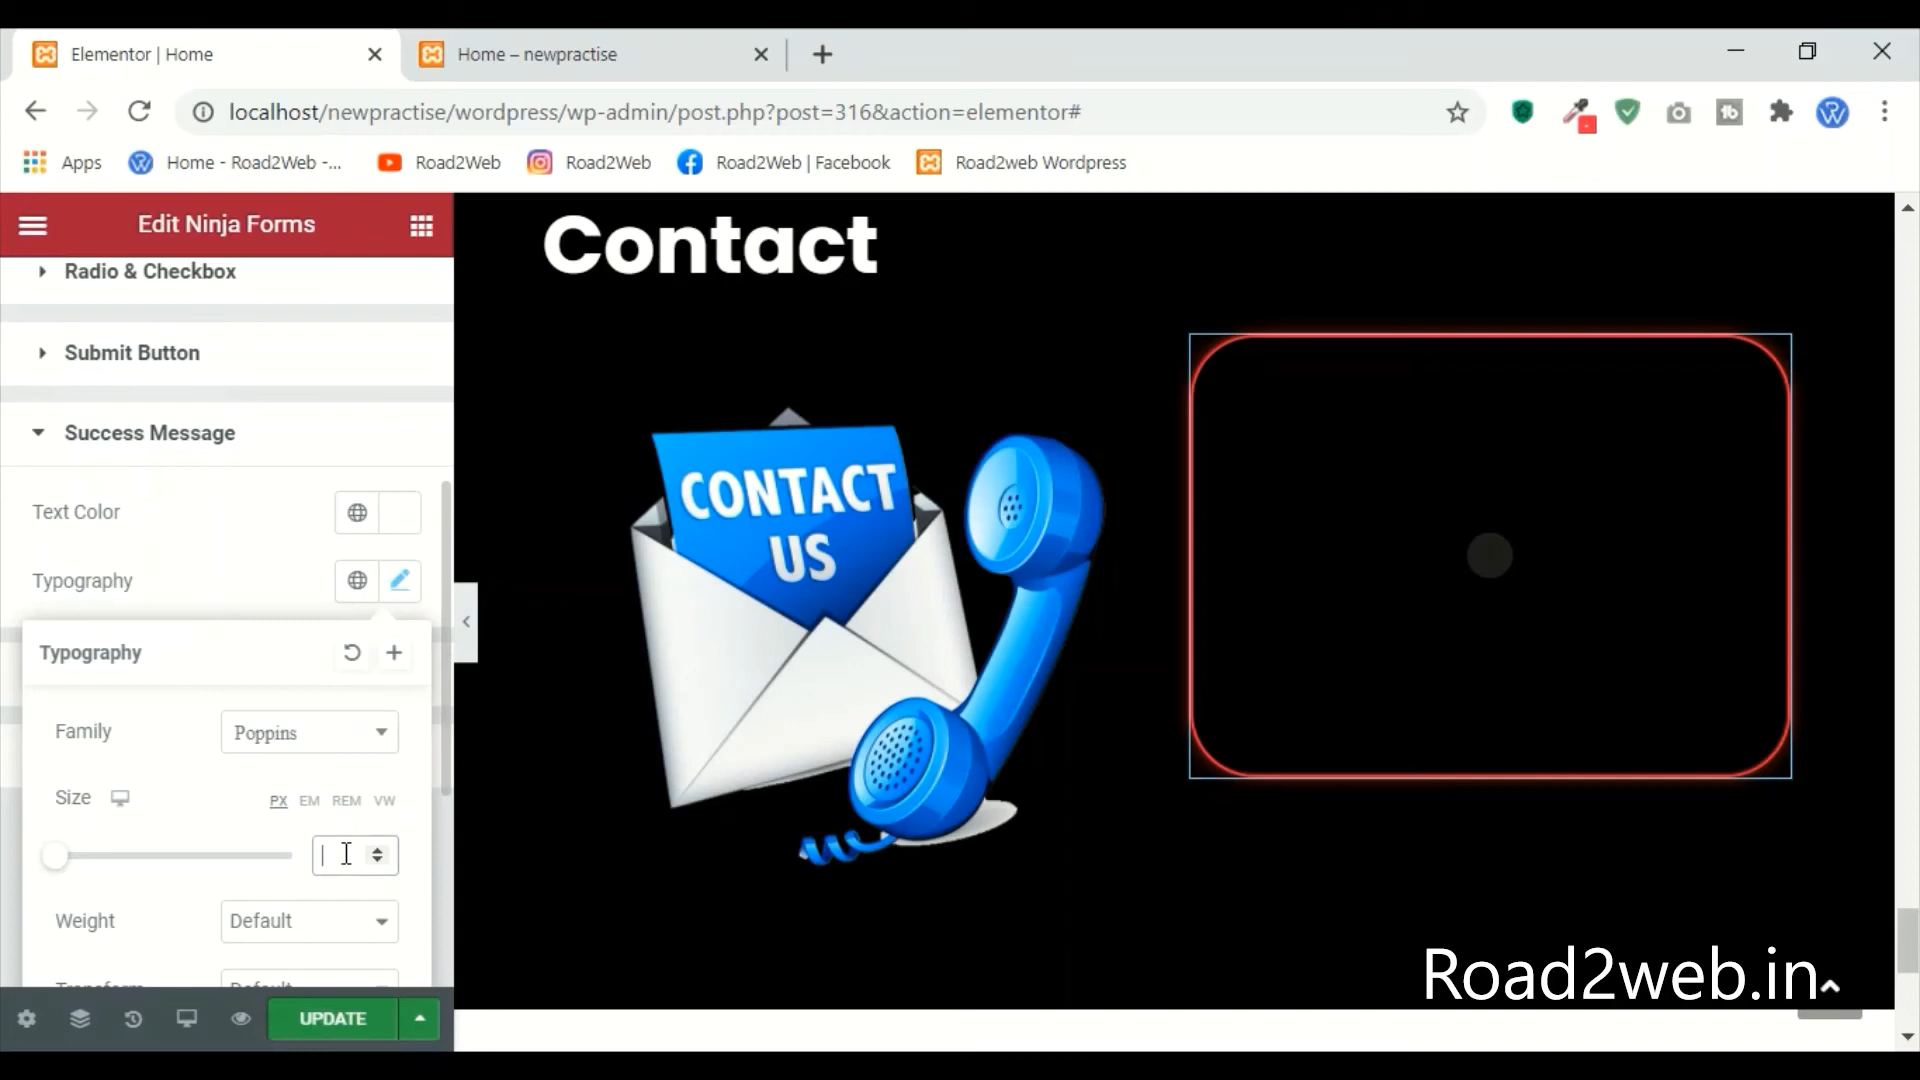 Elementor | Home
Home – newpractise
localhost/newpractise/wordpress/wp-admin/post.php?post=316&action=elementor#
Apps
Home - Road2Web -...
Road2Web
Road2Web
Road2Web | Facebook
Road2web Wordpress
Edit Ninja Forms
Radio & Checkbox
Submit Button
Success Message
Text Color
Typography
Typography
Family
Poppins
Size
PX EM REM VW
Weight
Default
Transform
Default
UPDATE
Contact
CONTACT
US
Road2web.in